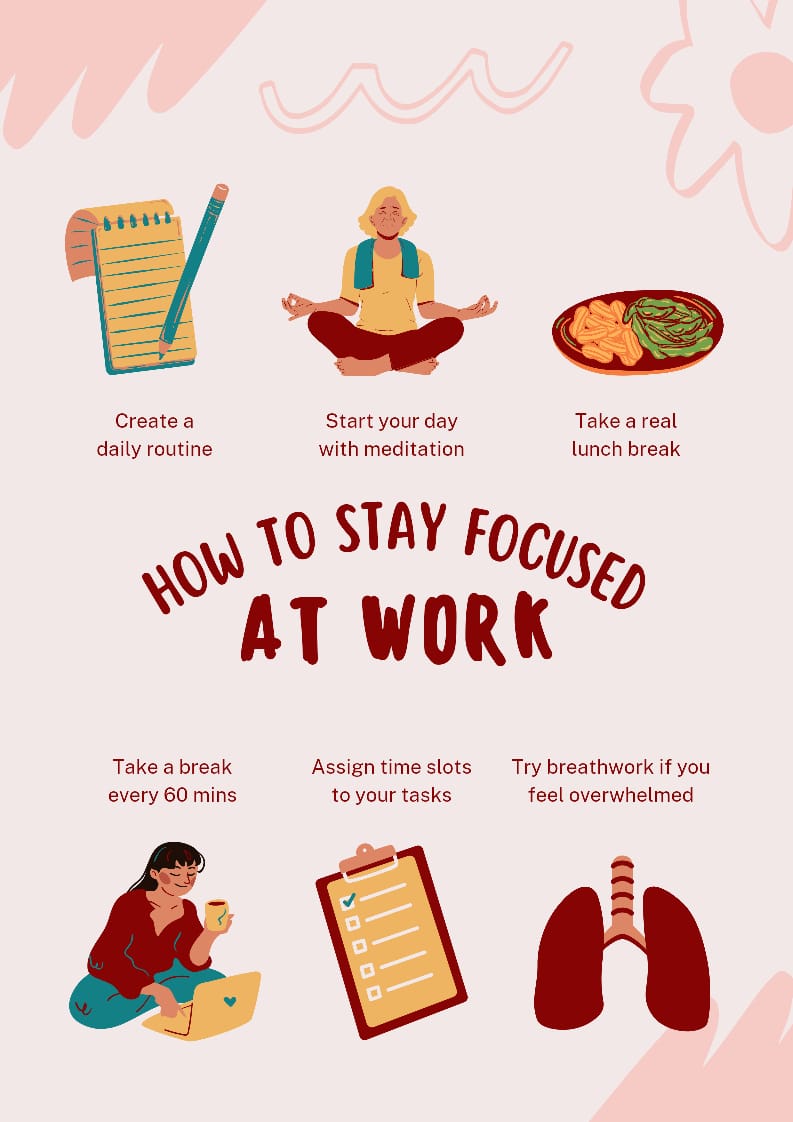 Create a
daily routine
Start your day
with meditation
Take a real
lunch break
HOW TO STAY FOCUSED
AT WORK
Take a break
every 60 mins
Assign time slots
to your tasks
Try breathwork if you
feel overwhelmed